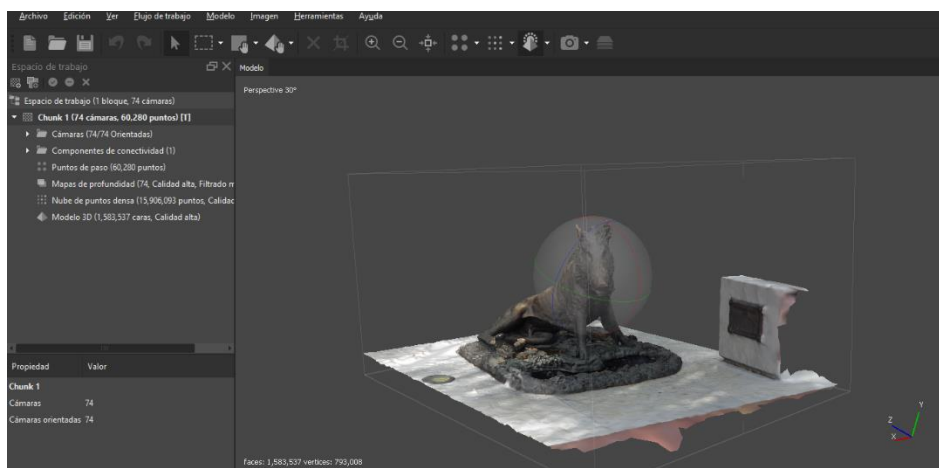 Archivo Edición Ver Flujo de trabajo Modelo Imagen Herramientas Ayuda
Espacio de trabajo
Modelo
Perspective 30°
Espacio de trabajo (1 bloque, 74 cámaras)
Chunk 1 (74 cámaras, 60,280 puntos) [T]
Cámaras (74/74 Orientadas)
Componentes de conectividad (1)
Puntos de paso (60,280 puntos)
Mapas de profundidad (74, Calidad alta, Filtrado m
Nube de puntos densa (15,906,093 puntos, Calidad
Modelo 3D (1,583,537 caras, Calidad alta)
Propiedad Valor
Chunk 1
Cámaras 74
Cámaras orientadas 74
Y
Z
X
Faces: 1,583,537 vertices: 793,008